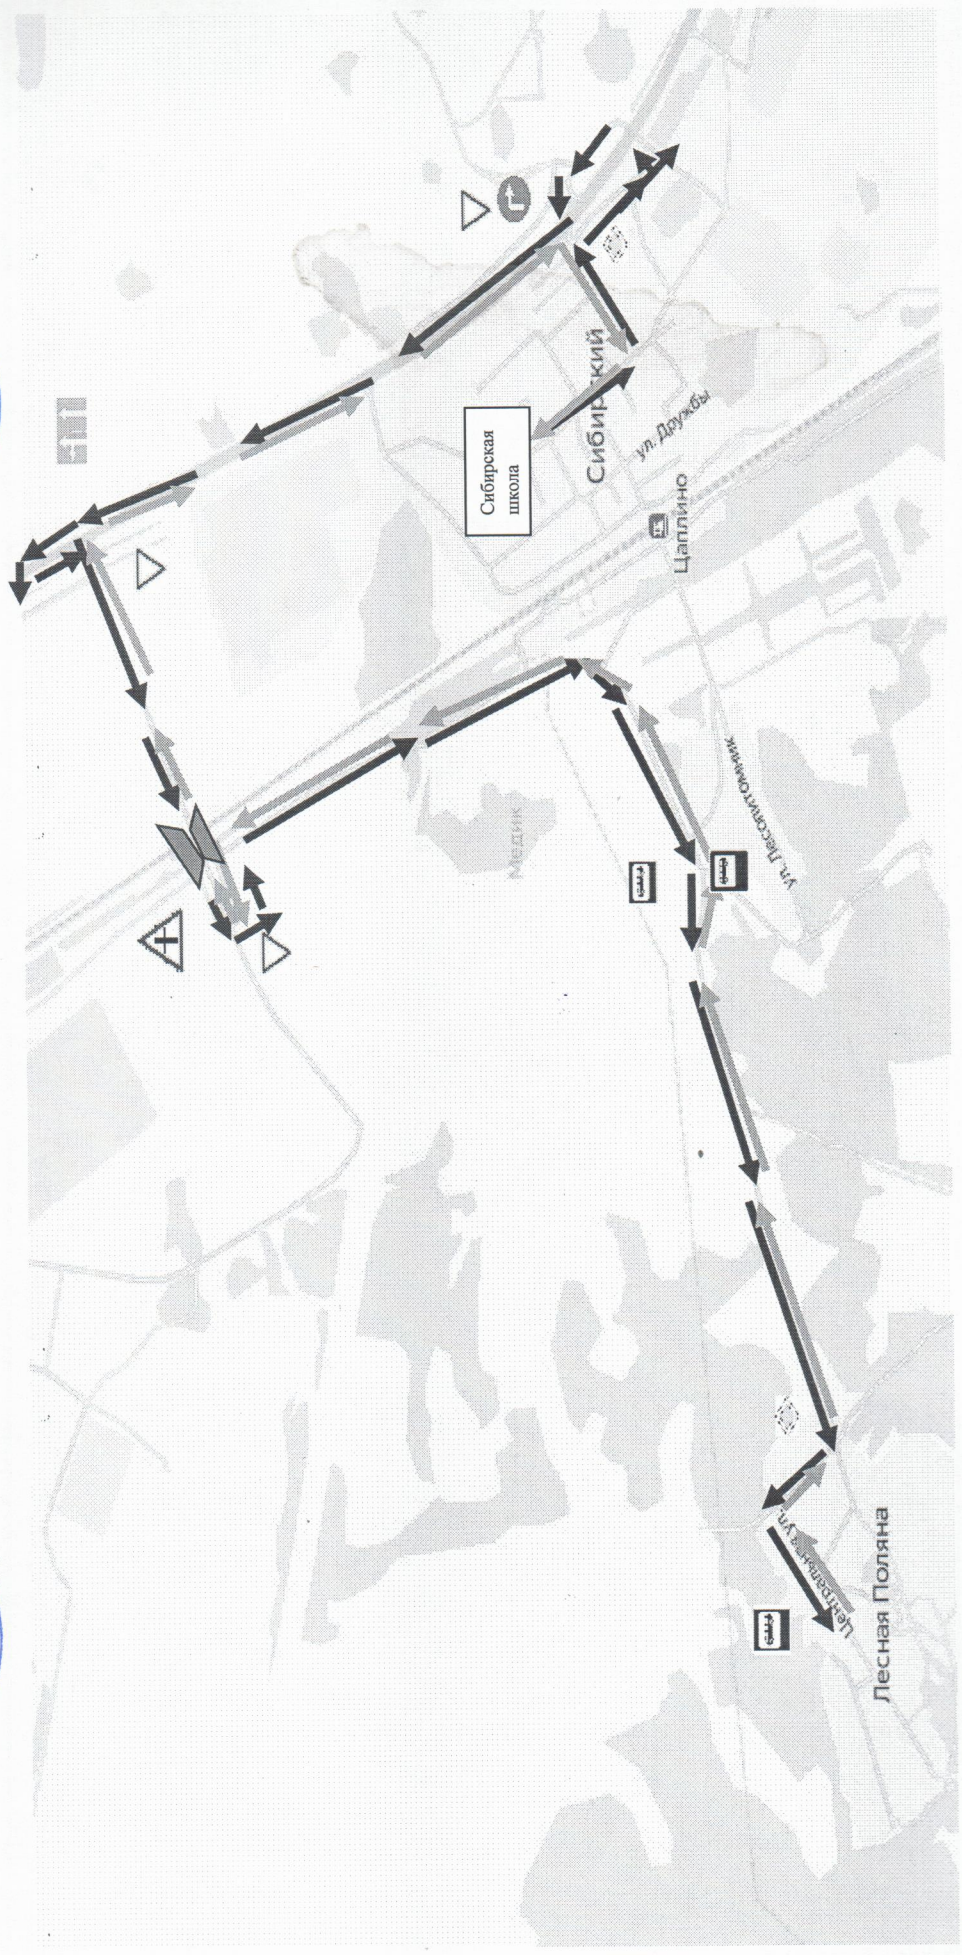 Сибирская
школа
Сибирский
ул. Дружбы
Цаплино
ул. Лесопитомник
Медик
Центральная ул.
Лесная Поляна